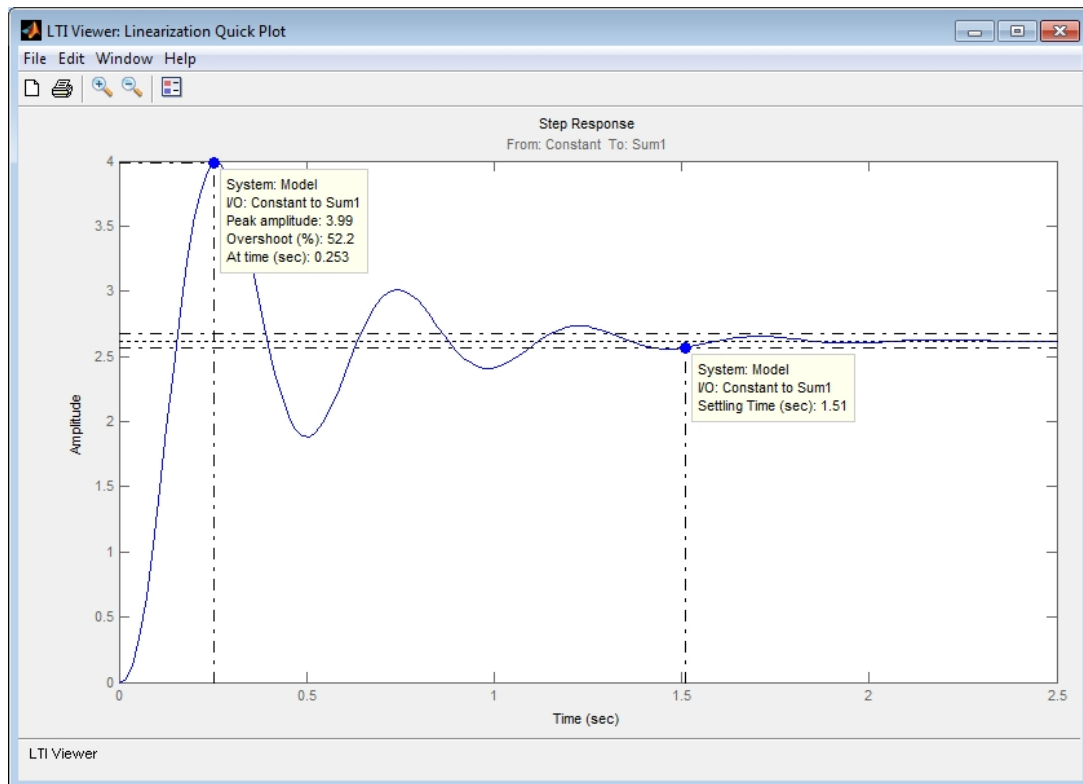 LTI Viewer: Linearization Quick Plot
File Edit Window Help
Step Response
From: Constant To: Sum1
Amplitude
4
3.5
3
2.5
2
1.5
1
0.5
0
System: Model
I/O: Constant to Sum1
Peak amplitude: 3.99
Overshoot (%): 52.2
At time (sec): 0.253
System: Model
I/O: Constant to Sum1
Settling Time (sec): 1.51
0 0.5 1 1.5 2 2.5
Time (sec)
LTI Viewer